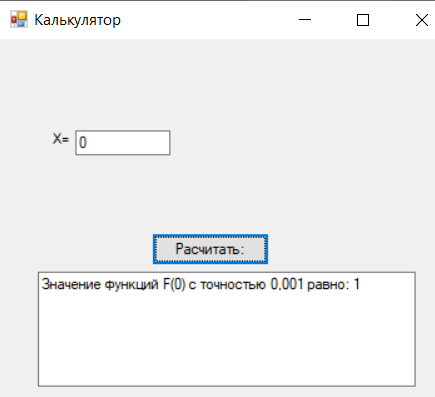 Калькулятор
X= 0
Расчитать:
Значение функций F(0) с точностью 0,001 равно: 1